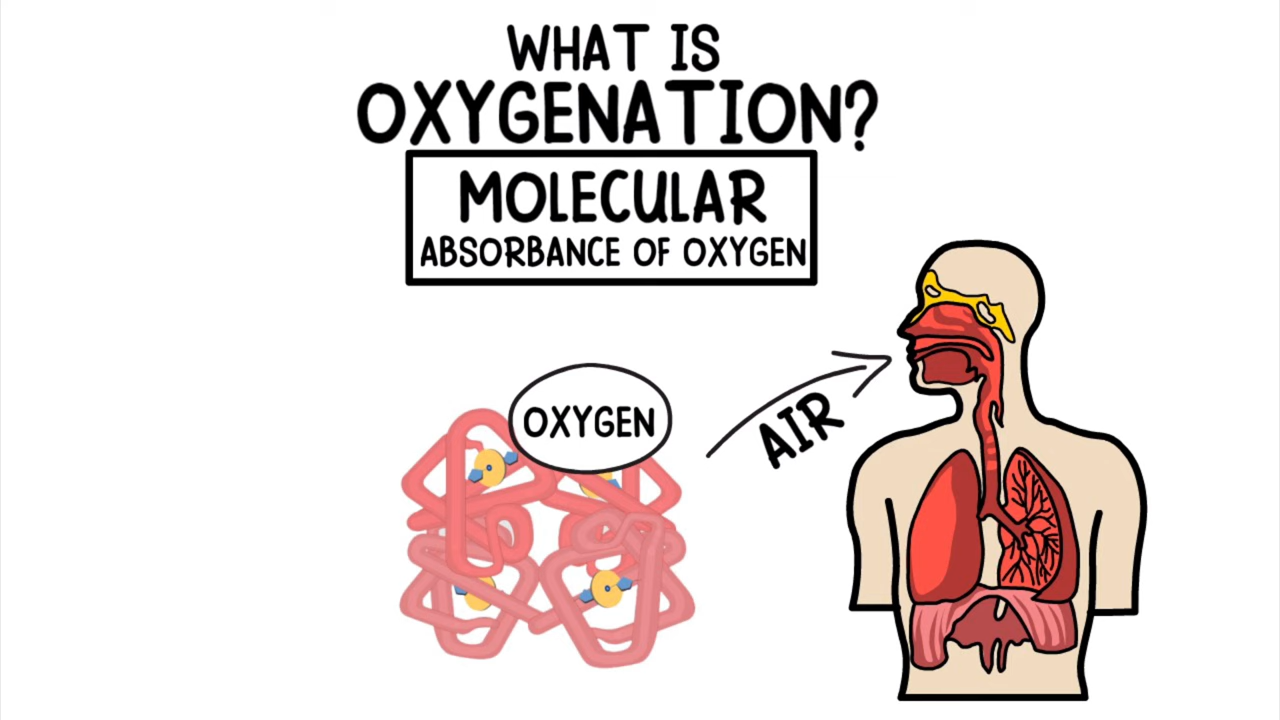 WHAT IS
OXYGENATION?
MOLECULAR
ABSORBANCE OF OXYGEN
OXYGEN
AIR